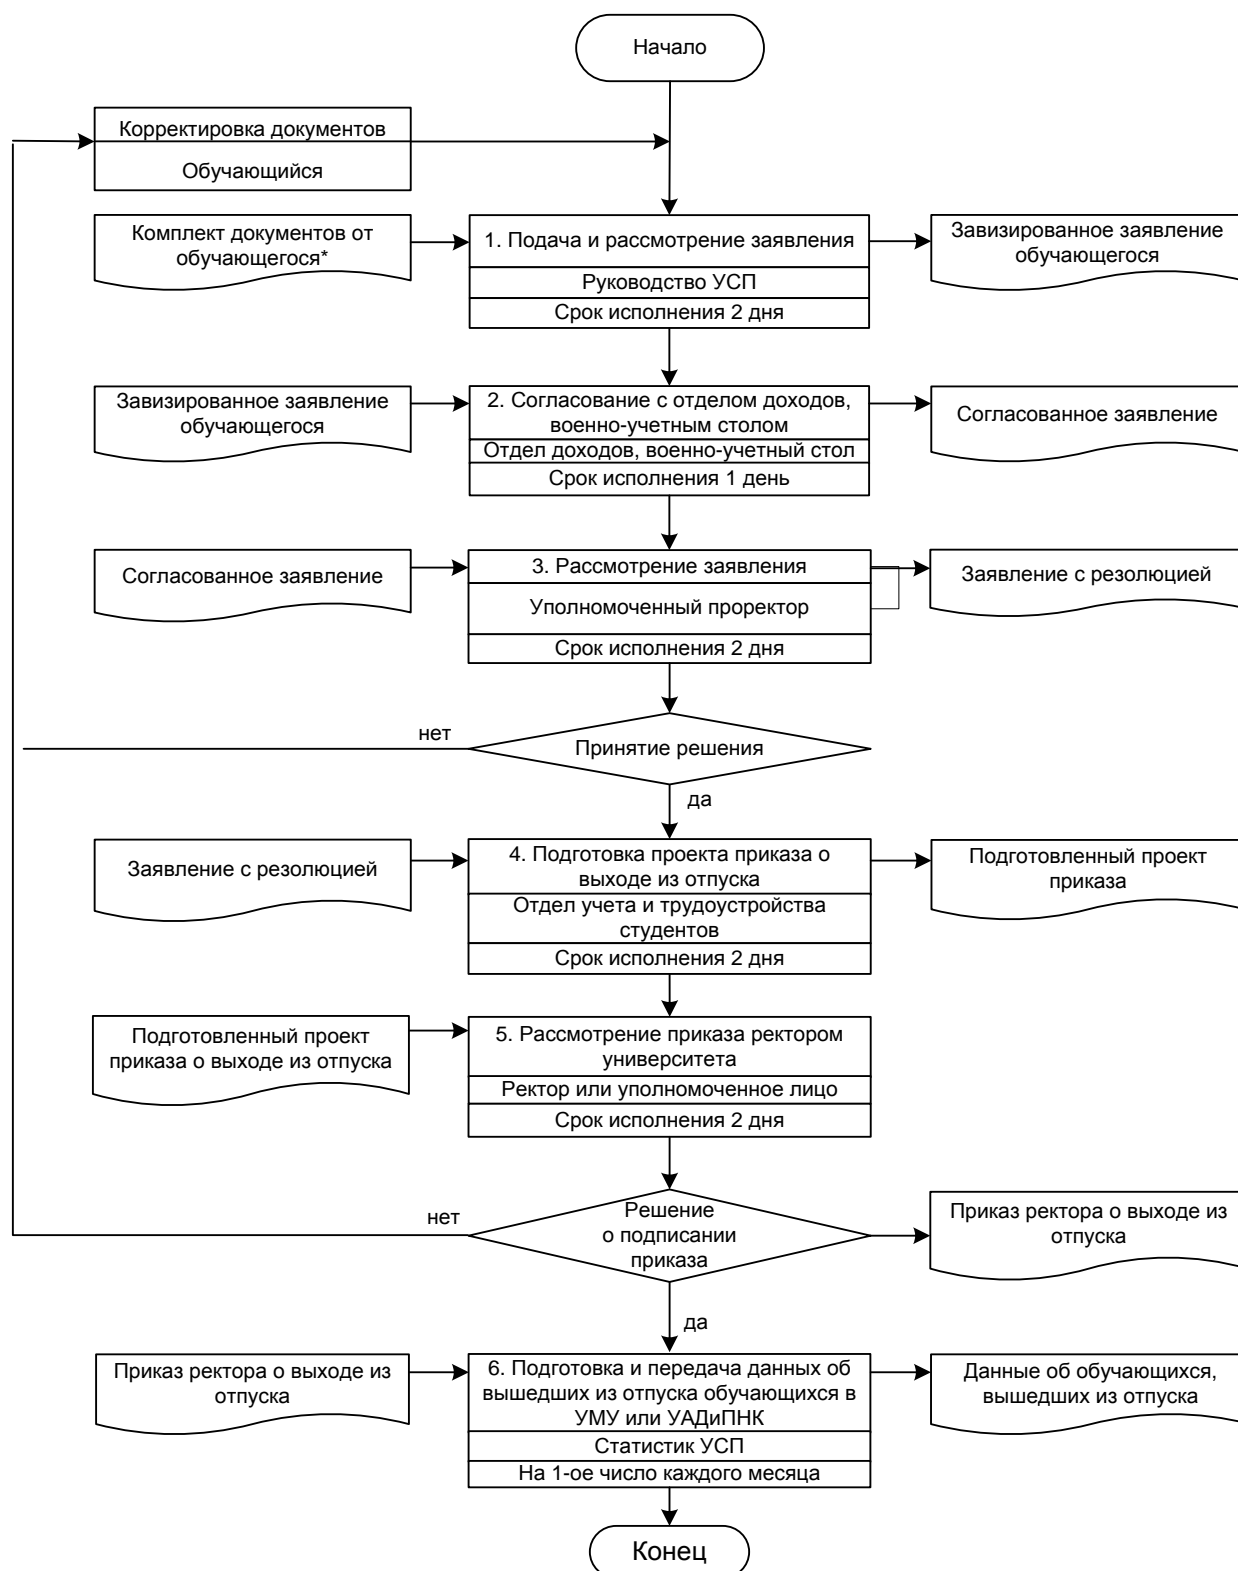 Начало
Корректировка документов
Обучающийся
Комплект документов от
обучающегося*
1. Подача и рассмотрение заявления
Руководство УСП
Срок исполнения 2 дня
Завизированное заявление
обучающегося
Завизированное заявление
обучающегося
2. Согласование с отделом доходов,
военно-учетным столом
Отдел доходов, военно-учетный стол
Срок исполнения 1 день
Согласованное заявление
Согласованное заявление
3. Рассмотрение заявления
Уполномоченный проректор
Срок исполнения 2 дня
Заявление с резолюцией
нет
Принятие решения
да
Заявление с резолюцией
4. Подготовка проекта приказа о
выходе из отпуска
Отдел учета и трудоустройства
студентов
Срок исполнения 2 дня
Подготовленный проект
приказа
Подготовленный проект
приказа о выходе из отпуска
5. Рассмотрение приказа ректором
университета
Ректор или уполномоченное лицо
Срок исполнения 2 дня
нет
Решение
о подписании
приказа
Приказ ректора о выходе из
отпуска
да
Приказ ректора о выходе из
отпуска
6. Подготовка и передача данных об
вышедших из отпуска обучающихся в
УМУ или УАДиПНК
Статистик УСП
На 1-ое число каждого месяца
Данные об обучающихся,
вышедших из отпуска
Конец